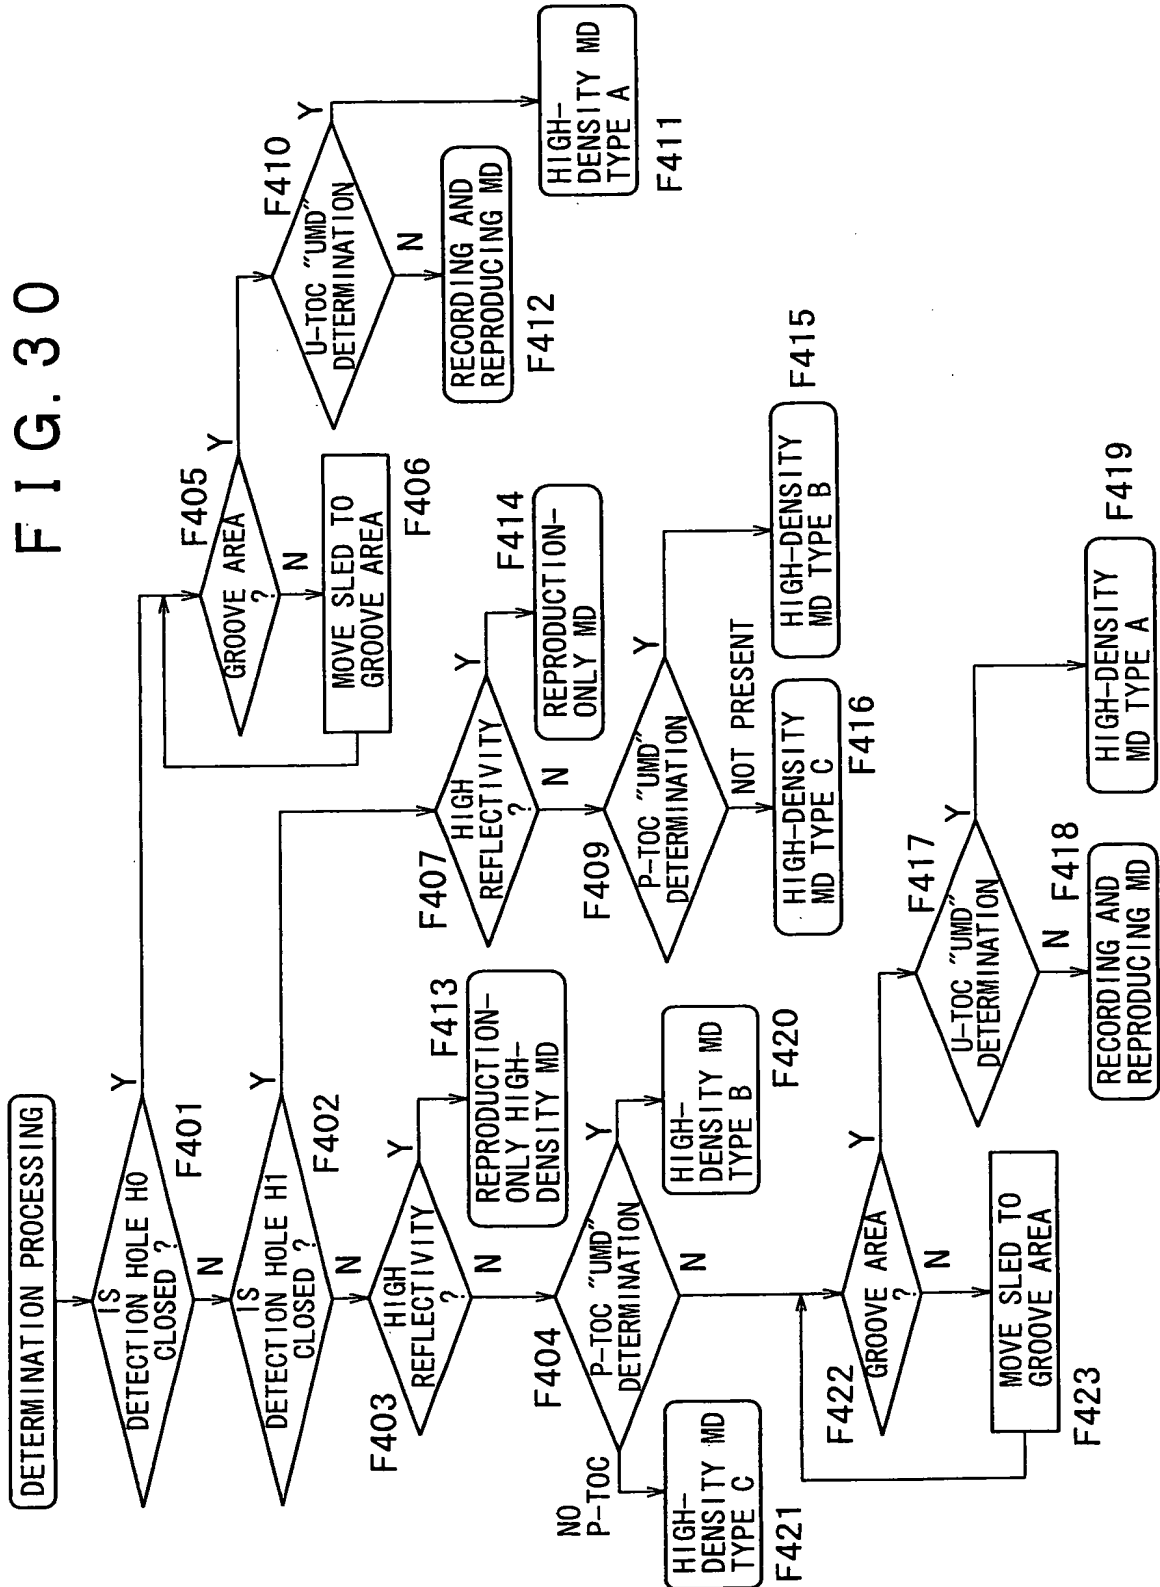 FIG. 30
DETERMINATION PROCESSING
IS
DETECTION HOLE H0
CLOSED ?
Y
F401
N
IS
DETECTION HOLE H1
CLOSED ?
Y
F402
N
HIGH
REFLECTIVITY
?
Y
F403
N
REPRODUCTION-
ONLY HIGH-
DENSITY MD
F413
P-TOC "UMD"
DETERMINATION
F404
Y
N
NO
P-TOC
HIGH-
DENSITY MD
TYPE B
F420
HIGH-
DENSITY MD
TYPE C
F421
GROOVE AREA
?
F422
Y
N
MOVE SLED TO
GROOVE AREA
F423
U-TOC "UMD"
DETERMINATION
F417
Y
N
RECORDING AND
REPRODUCING MD
F418
HIGH-DENSITY
MD TYPE A
F419
HIGH
REFLECTIVITY
?
F407
Y
N
REPRODUCTION-
ONLY MD
F414
P-TOC "UMD"
DETERMINATION
F409
Y
NOT PRESENT
HIGH-DENSITY
MD TYPE C
F416
HIGH-DENSITY
MD TYPE B
F415
GROOVE AREA
?
F405
Y
N
MOVE SLED TO
GROOVE AREA
F406
U-TOC "UMD"
DETERMINATION
F410
Y
N
RECORDING AND
REPRODUCING MD
F412
HIGH-
DENSITY MD
TYPE A
F411